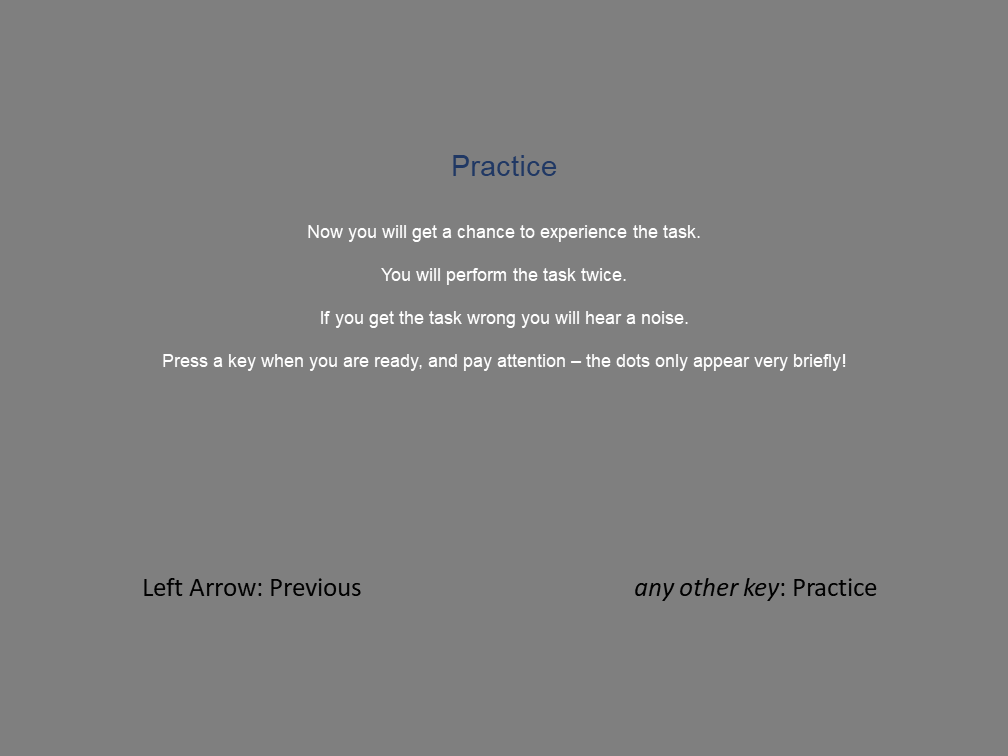 Practice
Now you will get a chance to experience the task.
You will perform the task twice.
If you get the task wrong you will hear a noise.
Press a key when you are ready, and pay attention – the dots only appear very briefly!
Left Arrow: Previous
any other key: Practice